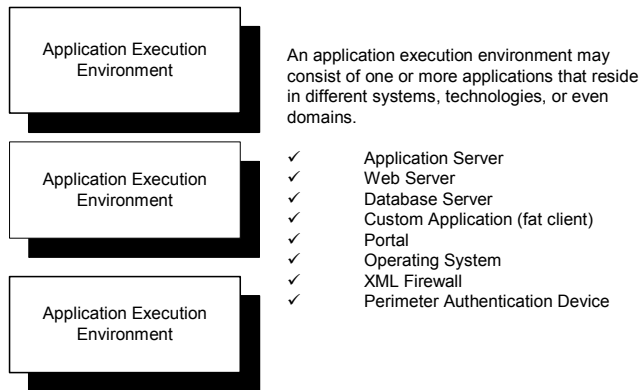 Application Execution
Environment
An application execution environment may
consist of one or more applications that reside
in different systems, technologies, or even
domains.
Application Execution
Environment
✓ Application Server
✓ Web Server
✓ Database Server
✓ Custom Application (fat client)
✓ Portal
✓ Operating System
✓ XML Firewall
✓ Perimeter Authentication Device
Application Execution
Environment